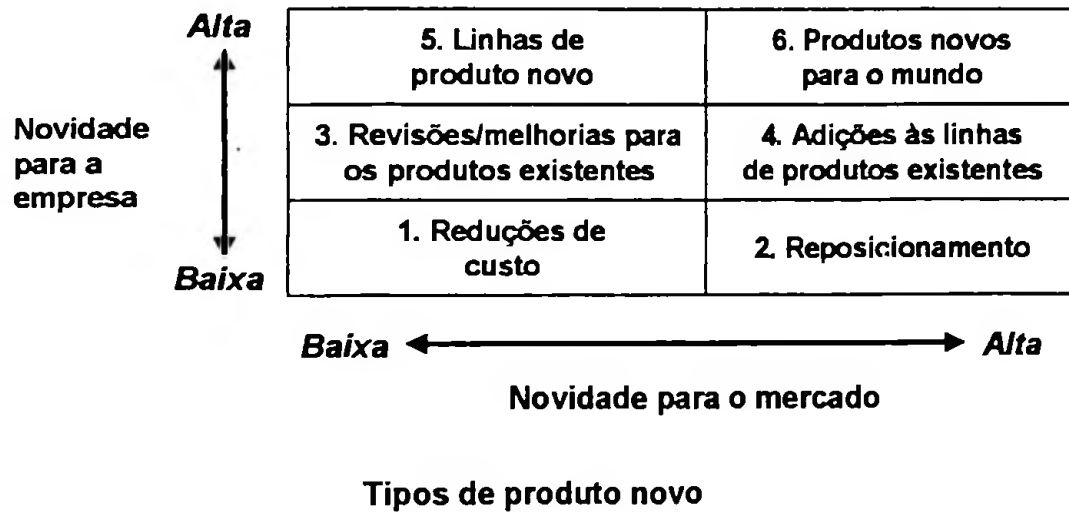 Alta
5. Linhas de
produto novo
6. Produtos novos
para o mundo
Novidade
para a
empresa
3. Revisões/melhorias para
os produtos existentes
4. Adições às linhas
de produtos existentes
1. Reduções de
custo
2. Reposicionamento
Baixa
Baixa
Alta
Novidade para o mercado
Tipos de produto novo